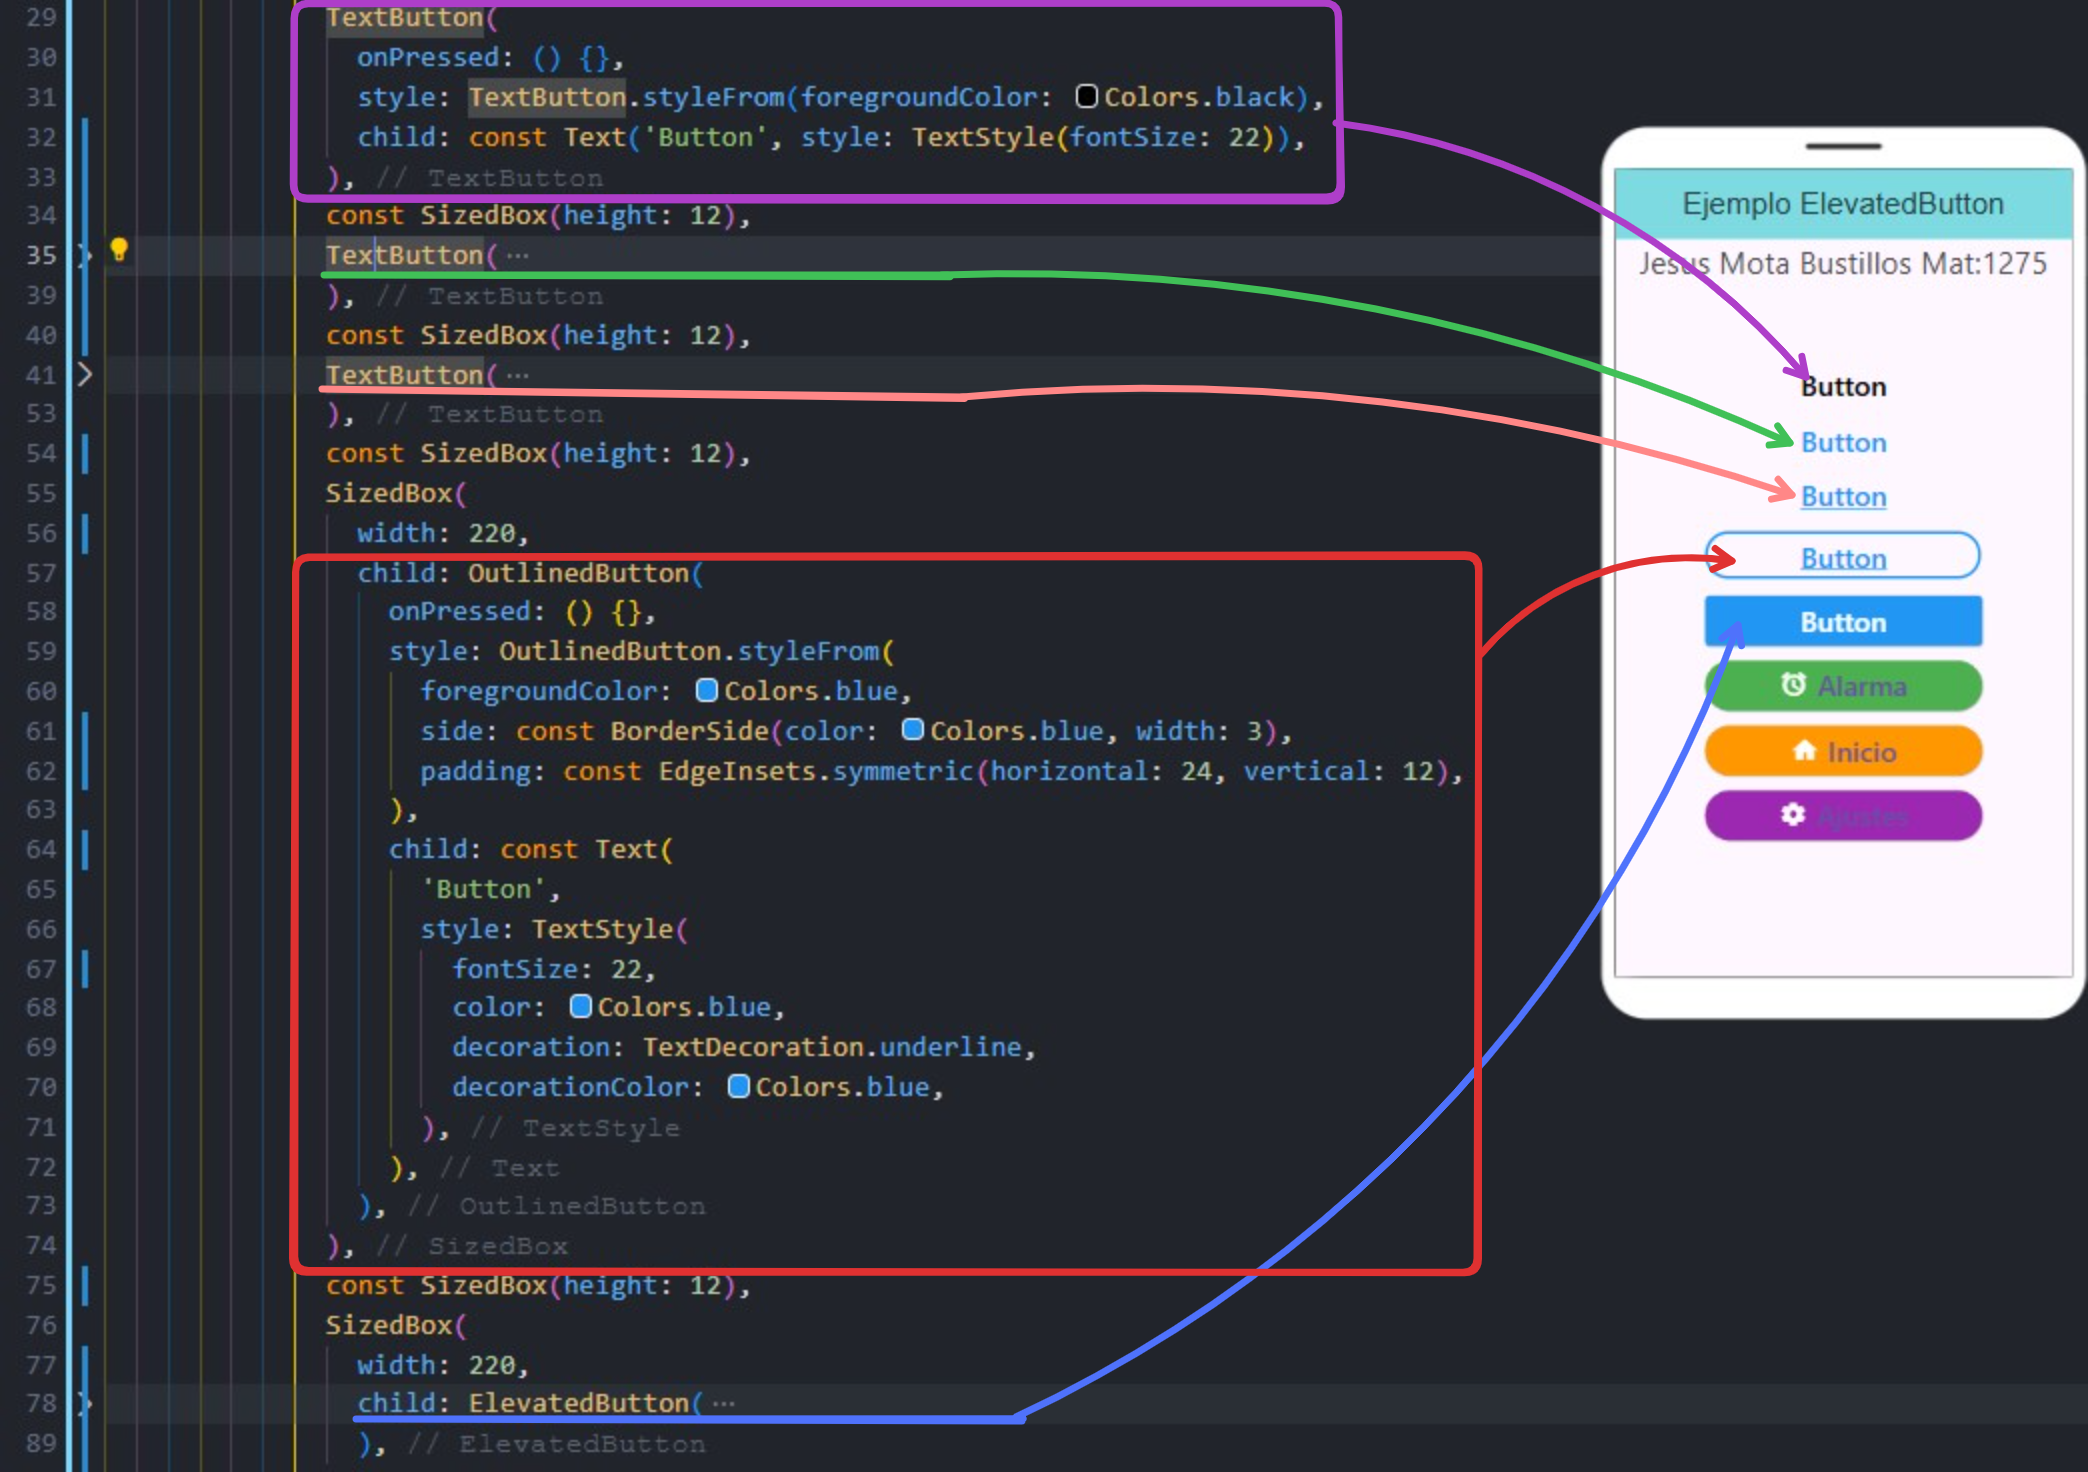 29 TextButton(
30 onPressed: () {},
31 style: TextButton.styleFrom(foregroundColor: Colors.black),
32 child: const Text('Button', style: TextStyle(fontSize: 22)),
33 ), // TextButton
34 const SizedBox(height: 12),
35 TextButton( ...
39 ), // TextButton
40 const SizedBox(height: 12),
41 TextButton( ...
53 ), // TextButton
54 const SizedBox(height: 12),
55 SizedBox(
56 width: 220,
57 child: OutlinedButton(
58 onPressed: () {},
59 style: OutlinedButton.styleFrom(
60 foregroundColor: Colors.blue,
61 side: const BorderSide(color: Colors.blue, width: 3),
62 padding: const EdgeInsets.symmetric(horizontal: 24, vertical: 12),
63 ),
64 child: const Text(
65 'Button',
66 style: TextStyle(
67 fontSize: 22,
68 color: Colors.blue,
69 decoration: TextDecoration.underline,
70 decorationColor: Colors.blue,
71 ), // TextStyle
72 ), // Text
73 ), // OutlinedButton
74 ), // SizedBox
75 const SizedBox(height: 12),
76 SizedBox(
77 width: 220,
78 child: ElevatedButton( ...
89 ), // ElevatedButton
Ejemplo ElevatedButton
Jesus Mota Bustillos Mat:1275
Button
Button
Button
Button
Button
Alarma
Inicio
Ajustes